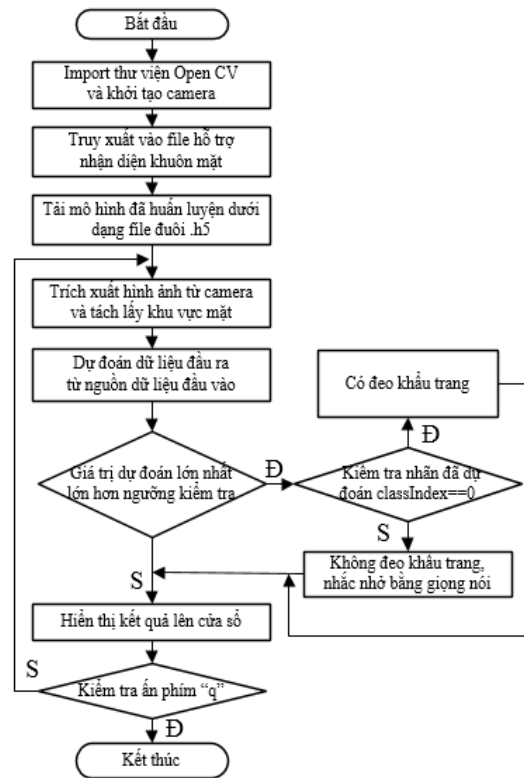 Bắt đầu
Import thư viện Open CV
và khởi tạo camera
Truy xuất vào file hỗ trợ
nhận diện khuôn mặt
Tải mô hình đã huấn luyện dưới
dạng file đuôi .h5
Trích xuất hình ảnh từ camera
và tách lấy khu vực mặt
Dự đoán dữ liệu đầu ra
từ nguồn dữ liệu đầu vào
Có đeo khẩu trang
Đ
Giá trị dự đoán lớn nhất
lớn hơn ngưỡng kiểm tra
Đ
Kiểm tra nhãn đã dự
đoán classIndex==0
S
S
Không đeo khẩu trang,
nhắc nhở bằng giọng nói
Hiển thị kết quả lên cửa sổ
S
Kiểm tra ấn phím “q”
Đ
Kết thúc